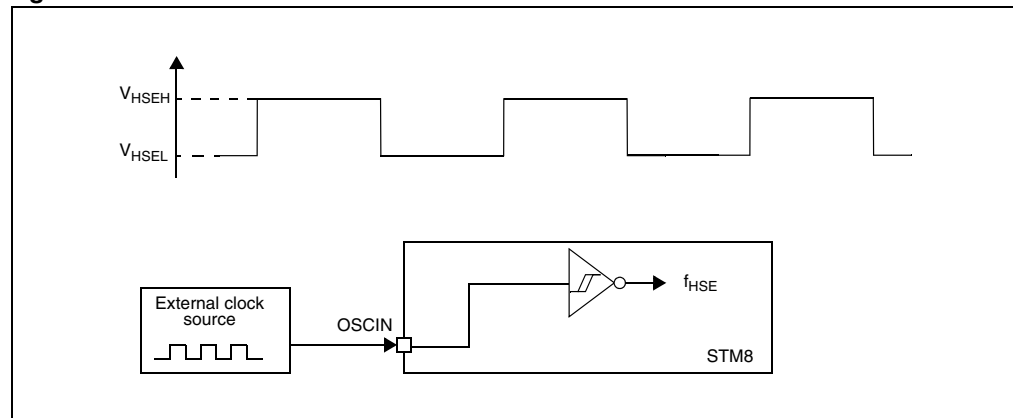 V_HSEH
V_HSEL
External clock
source
OSCIN
f_HSE
STM8